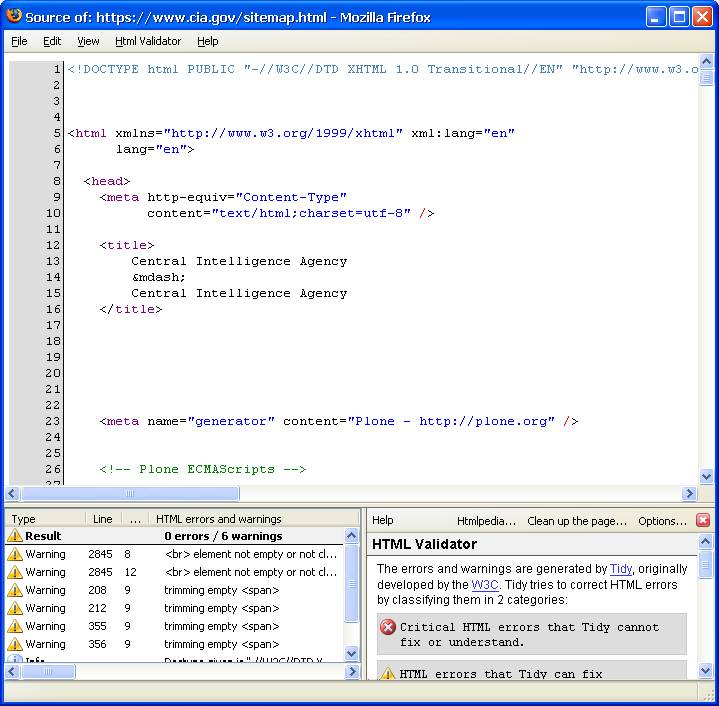 Source of: https://www.cia.gov/sitemap.html - Mozilla Firefox
File Edit View Html Validator Help
1 <!DOCTYPE html PUBLIC "-//W3C//DTD XHTML 1.0 Transitional//EN" "http://www.w3.o
2
3
4
5 <html xmlns="http://www.w3.org/1999/xhtml" xml:lang="en"
6 lang="en">
7
8 <head>
9 <meta http-equiv="Content-Type"
10 content="text/html;charset=utf-8" />
11
12 <title>
13 Central Intelligence Agency
14 &mdash;
15 Central Intelligence Agency
16 </title>
17
18
19
20
21
22
23 <meta name="generator" content="Plone - http://plone.org" />
24
25
26 <!-- Plone ECMAScripts -->
27
Type Line ... HTML errors and warnings
Result 0 errors / 6 warnings
Warning 2845 8 <br> element not empty or not cl...
Warning 2845 12 <br> element not empty or not cl...
Warning 208 9 trimming empty <span>
Warning 212 9 trimming empty <span>
Warning 355 9 trimming empty <span>
Warning 356 9 trimming empty <span>
Info
Help Htmlpedia... Clean up the page... Options...
HTML Validator
The errors and warnings are generated by Tidy, originally
developed by the W3C. Tidy tries to correct HTML errors
by classifying them in 2 categories:
Critical HTML errors that Tidy cannot
fix or understand.
HTML errors that Tidy can fix